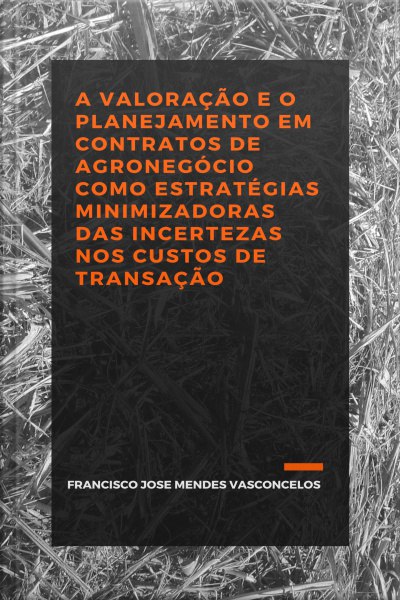 A VALORAÇÃO E O
PLANEJAMENTO EM
CONTRATOS DE
AGRONEGÓCIO
COMO ESTRATÉGIAS
MINIMIZADORAS
DAS INCERTEZAS
NOS CUSTOS DE
TRANSAÇÃO
FRANCISCO JOSE MENDES VASCONCELOS